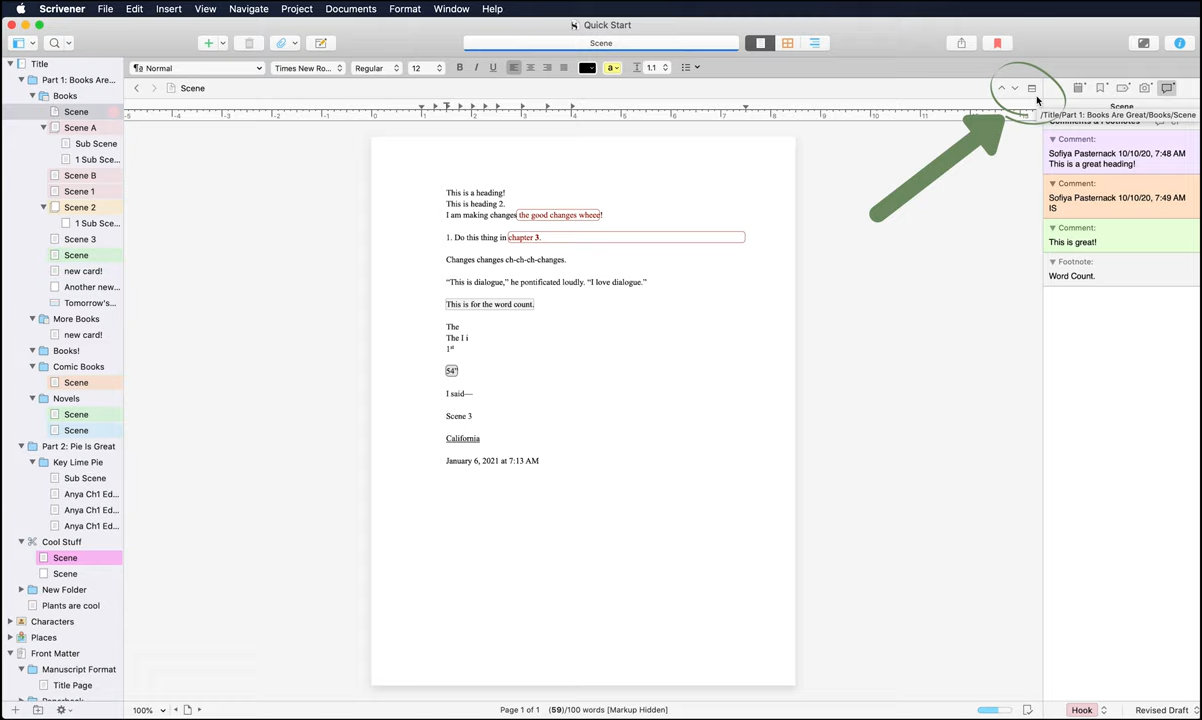 Scrivener File Edit Insert View Navigate Project Documents Format Window Help
Quick Start
Scene
Normal Times New Ro... Regular 12 B I U a 1.1
Scene
Title
Part 1: Books Are...
Books
Scene
Scene A
Sub Scene
1 Sub Sce...
Scene B
Scene 1
Scene 2
1 Sub Sce...
Scene 3
Scene
new card!
Another new...
Tomorrow's...
More Books
new card!
Books!
Comic Books
Scene
Novels
Scene
Scene
Part 2: Pie Is Great
Key Lime Pie
Sub Scene
Anya Ch1 Ed...
Anya Ch1 Ed...
Anya Ch1 Ed...
Cool Stuff
Scene
Scene
New Folder
Plants are cool
Characters
Places
Front Matter
Manuscript Format
Title Page
This is a heading!
This is heading 2.
I am making changes the good changes wheee!
1. Do this thing in chapter 3.
Changes changes ch-ch-ch-changes.
“This is dialogue,” he pontificated loudly. “I love dialogue.”
This is for the word count.
The
The I i
1st
54”
I said—
Scene 3
California
January 6, 2021 at 7:13 AM
/Title/Part 1: Books Are Great/Books/Scene
Comment:
Sofiya Pasternack 10/10/20, 7:48 AM
This is a great heading!
Comment:
Sofiya Pasternack 10/10/20, 7:49 AM
IS
Comment:
This is great!
Footnote:
Word Count.
100% Page 1 of 1 (59)/100 words [Markup Hidden] Hook Revised Draft